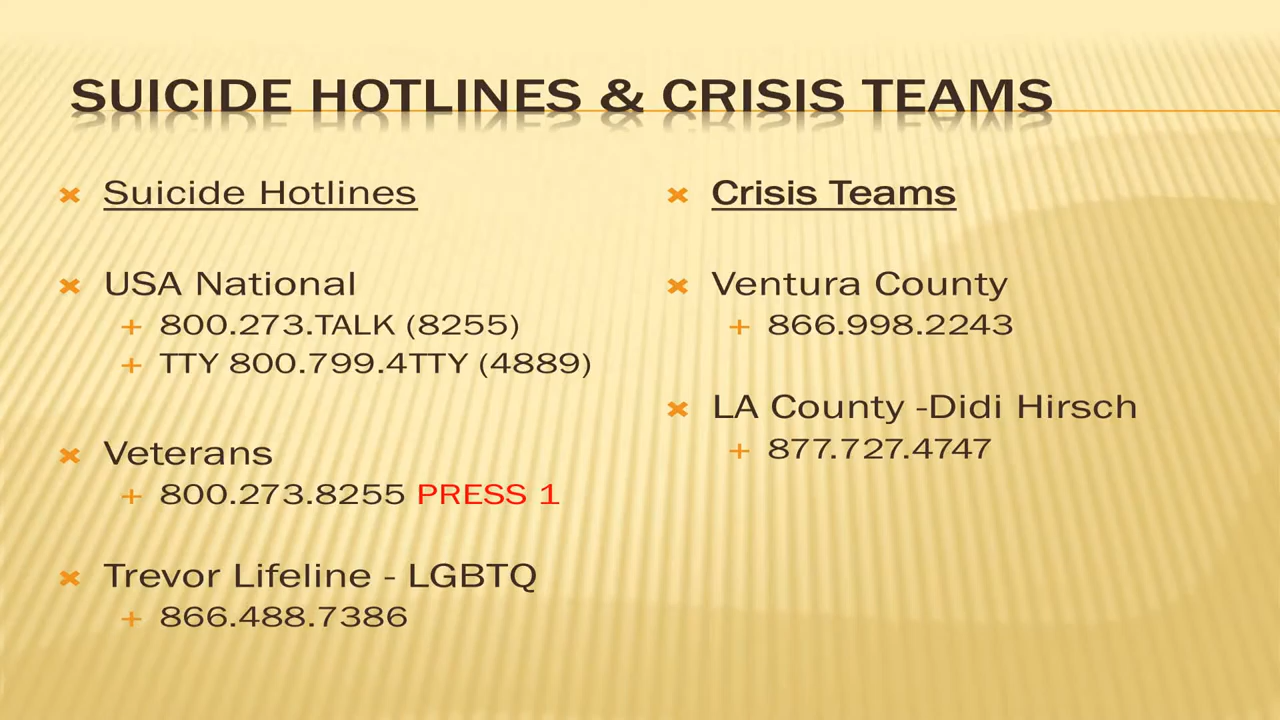 SUICIDE HOTLINES & CRISIS TEAMS
Suicide Hotlines
USA National
800.273.TALK (8255)
TTY 800.799.4TTY (4889)
Veterans
800.273.8255 PRESS 1
Trevor Lifeline - LGBTQ
866.488.7386
Crisis Teams
Ventura County
866.998.2243
LA County -Didi Hirsch
877.727.4747